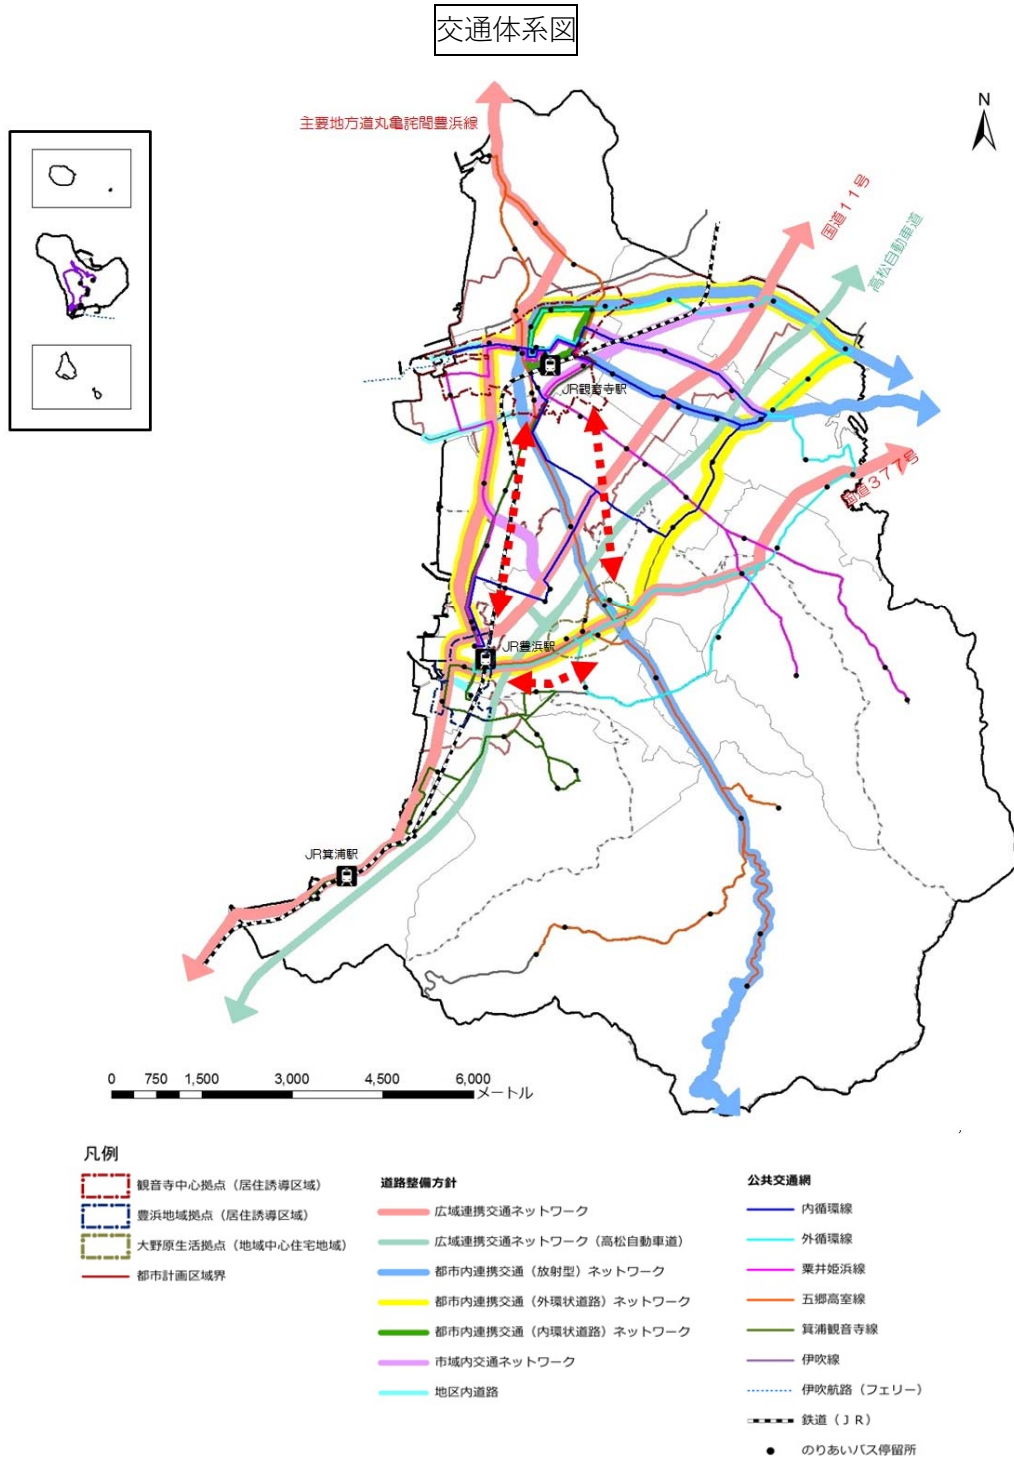 交通体系図
主要地方道丸亀詫間豊浜線
N
国道11号
高松自動車道
JR観音寺駅
国道377号
JR豊浜駅
JR箕浦駅
0 750 1,500 3,000 4,500 6,000
メートル
凡例
観音寺中心拠点（居住誘導区域）
豊浜地域拠点（居住誘導区域）
大野原生活拠点（地域中心住宅地域）
都市計画区域界
道路整備方針
広域連携交通ネットワーク
広域連携交通ネットワーク（高松自動車道）
都市内連携交通（放射型）ネットワーク
都市内連携交通（外環状道路）ネットワーク
都市内連携交通（内環状道路）ネットワーク
市域内交通ネットワーク
地区内道路
公共交通網
内循環線
外循環線
粟井姫浜線
五郷高室線
箕浦観音寺線
伊吹線
伊吹航路（フェリー）
鉄道（ＪＲ）
のりあいバス停留所